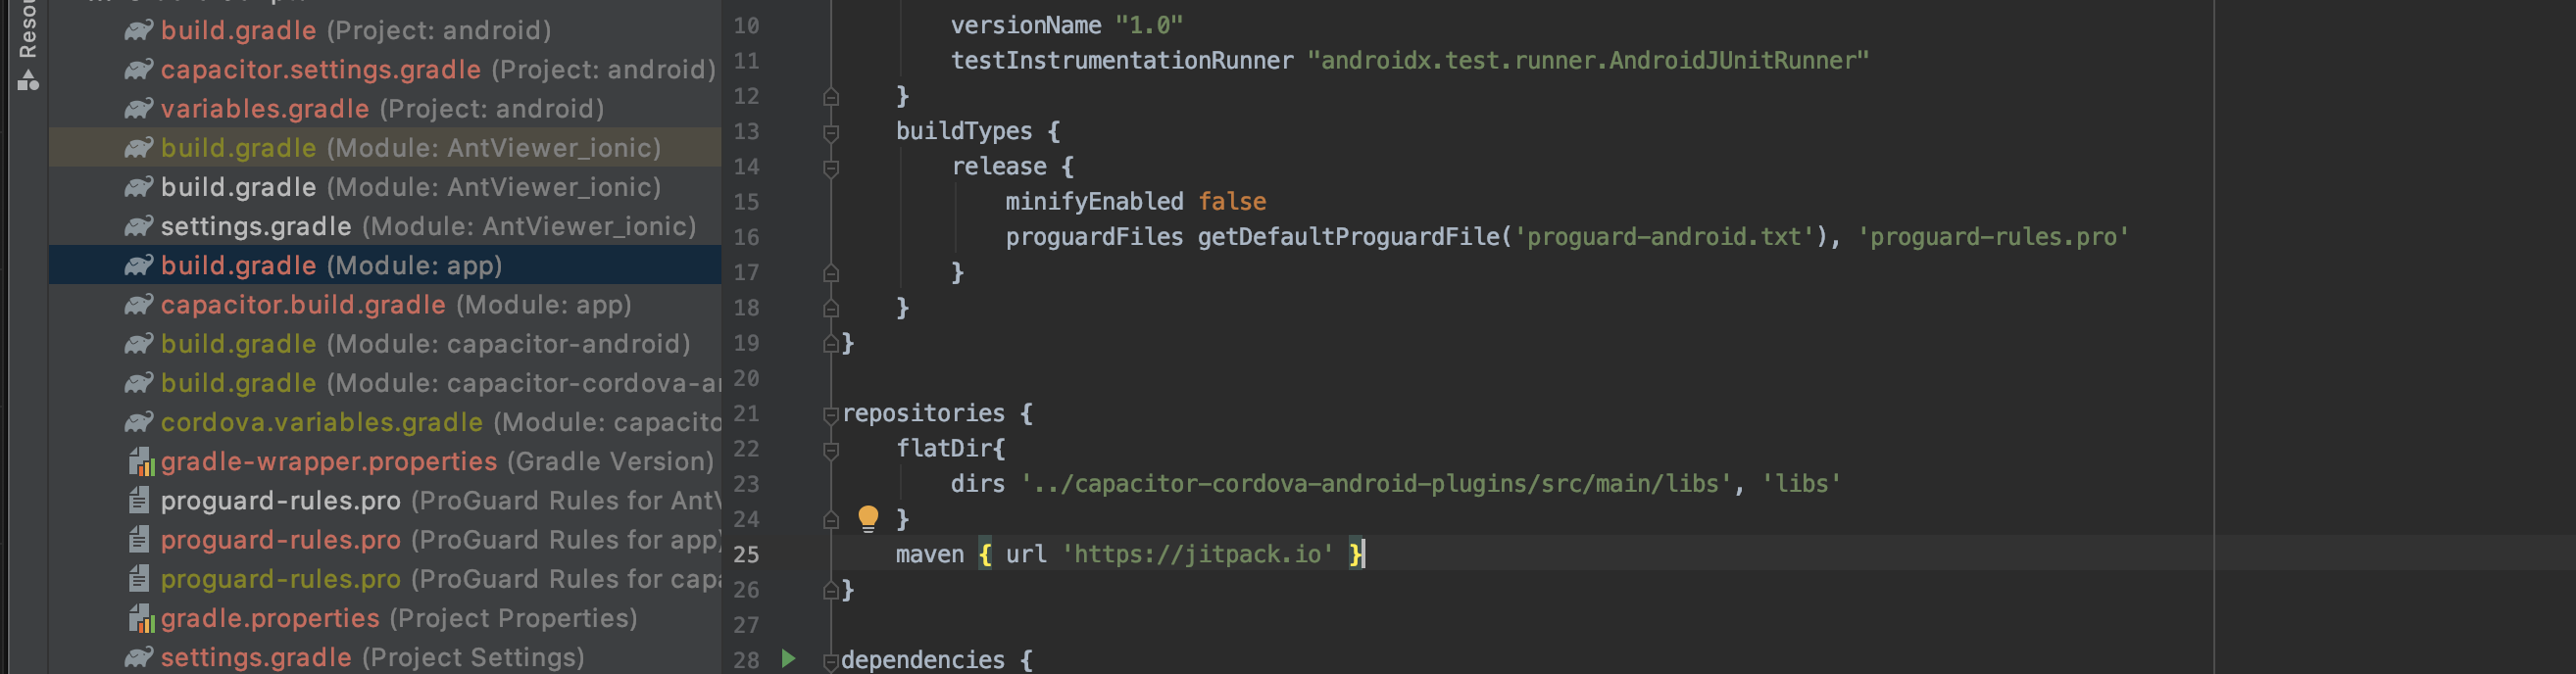 Resou
build.gradle (Project: android)
capacitor.settings.gradle (Project: android)
variables.gradle (Project: android)
build.gradle (Module: AntViewer_ionic)
build.gradle (Module: AntViewer_ionic)
settings.gradle (Module: AntViewer_ionic)
build.gradle (Module: app)
capacitor.build.gradle (Module: app)
build.gradle (Module: capacitor-android)
build.gradle (Module: capacitor-cordova-a
cordova.variables.gradle (Module: capacito
gradle-wrapper.properties (Gradle Version)
proguard-rules.pro (ProGuard Rules for Ant
proguard-rules.pro (ProGuard Rules for app)
proguard-rules.pro (ProGuard Rules for cap
gradle.properties (Project Properties)
settings.gradle (Project Settings)
10 versionName "1.0"
11 testInstrumentationRunner "androidx.test.runner.AndroidJUnitRunner"
12 }
13 buildTypes {
14 release {
15 minifyEnabled false
16 proguardFiles getDefaultProguardFile('proguard-android.txt'), 'proguard-rules.pro'
17 }
18 }
19 }
20
21 repositories {
22 flatDir{
23 dirs '../capacitor-cordova-android-plugins/src/main/libs', 'libs'
24 }
25 maven { url 'https://jitpack.io' }
26 }
27
28 dependencies {